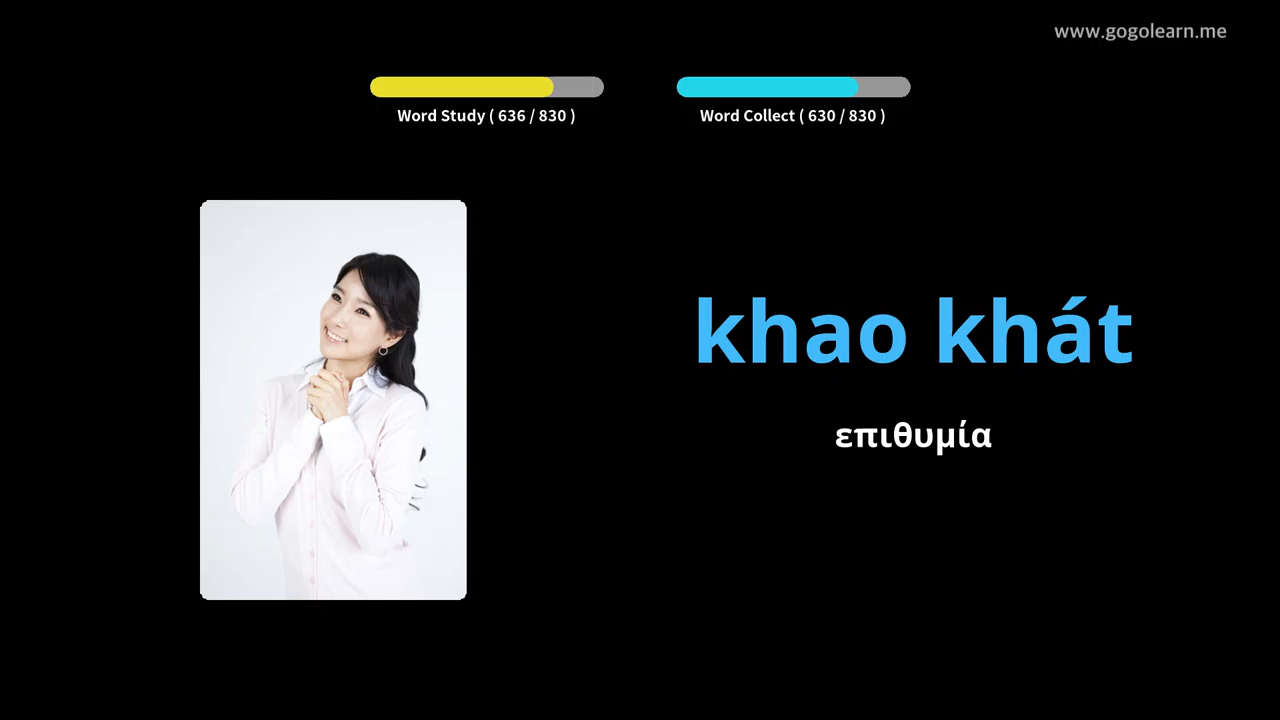 www.gogolearn.me
Word Study ( 636 / 830 )
Word Collect ( 630 / 830 )
khao khát
επιθυμία